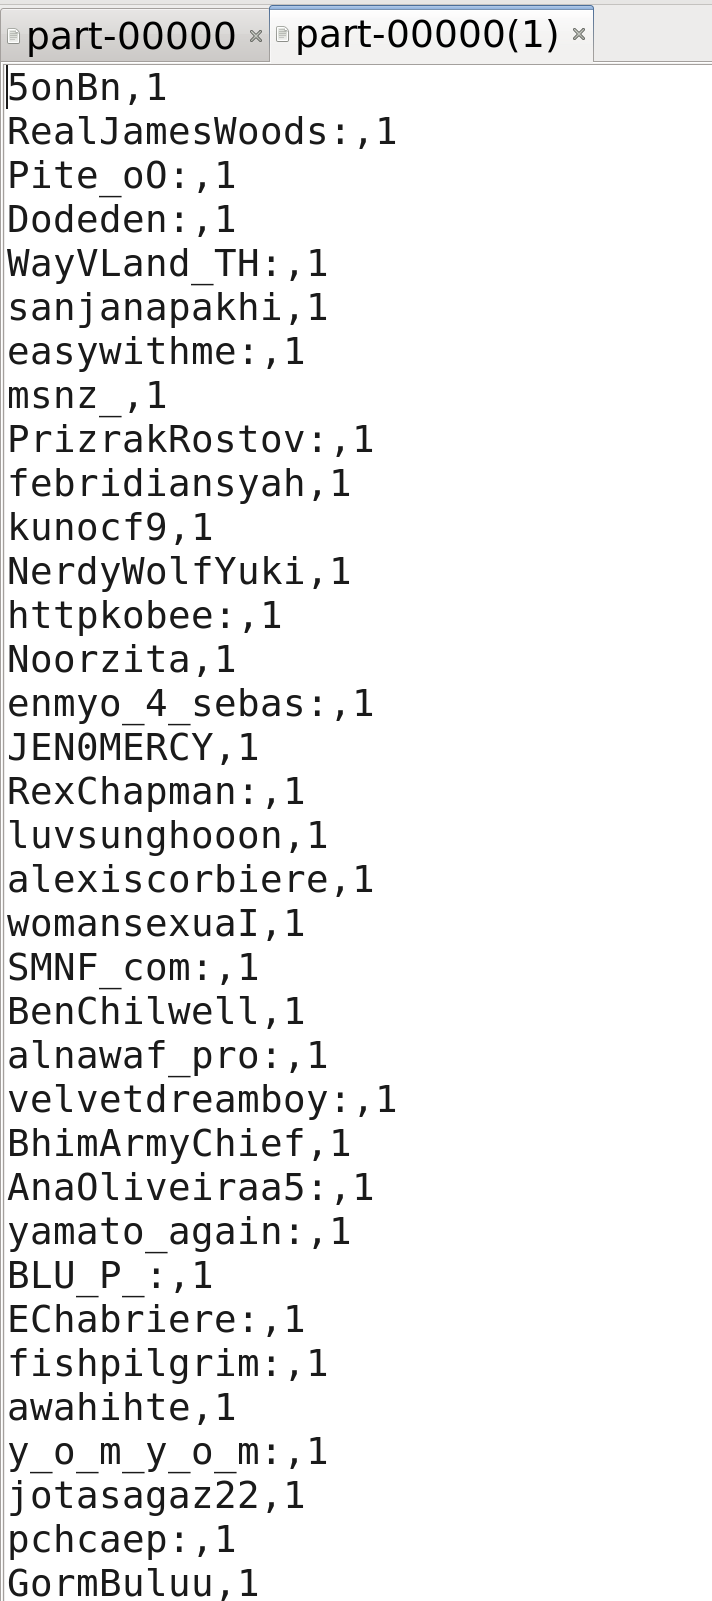 part-00000 part-00000(1)
5onBn,1
RealJamesWoods:,1
Pite_oO:,1
Dodeden:,1
WayVLand_TH:,1
sanjanapakhi,1
easywithme:,1
msnz_,1
PrizrakRostov:,1
febridiansyah,1
kunocf9,1
NerdyWolfYuki,1
httpkobee:,1
Noorzita,1
enmyo_4_sebas:,1
JEN0MERCY,1
RexChapman:,1
luvsunghooon,1
alexiscorbiere,1
womansexuaI,1
SMNF_com:,1
BenChilwell,1
alnawaf_pro:,1
velvetdreamboy:,1
BhimArmyChief,1
AnaOliveiraa5:,1
yamato_again:,1
BLU_P_:,1
EChabriere:,1
fishpilgrim:,1
awahihte,1
y_o_m_y_o_m:,1
jotasagaz22,1
pchcaep:,1
GormBuluu,1